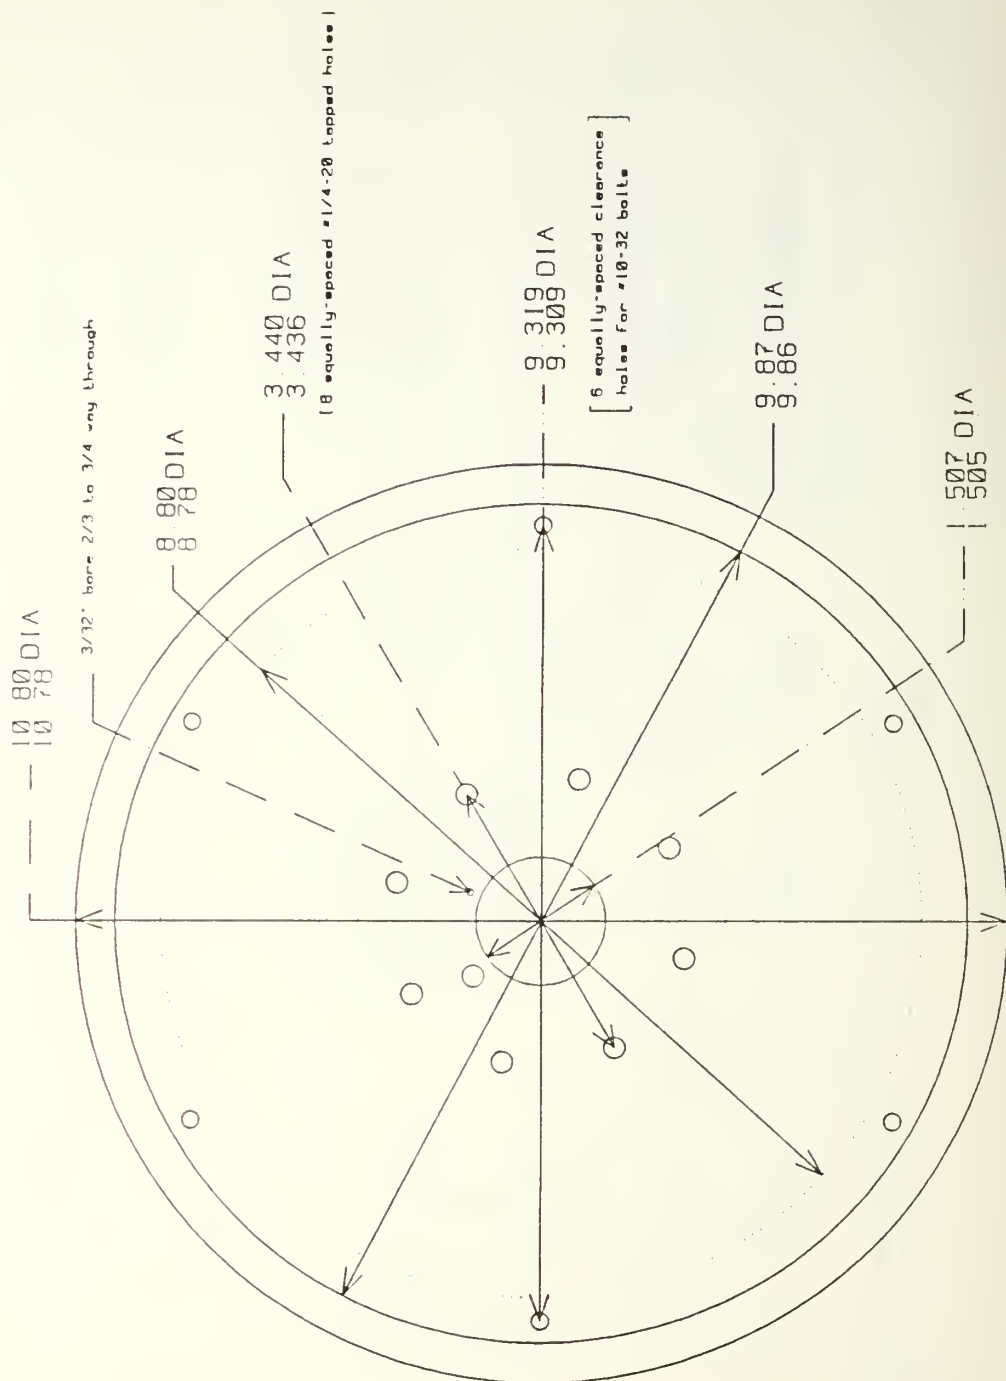 10 80 DIA
10 78
3/32" bore 2/3 to 3/4 way through
8.80 DIA
8 78
3 440 DIA
3.436
[8 equally-spaced #1/4-20 tapped holes]
9.319 DIA
9.309
[6 equally-spaced clearance
holes for #10-32 bolts]
9.87 DIA
9.86
1 507 DIA
1 505